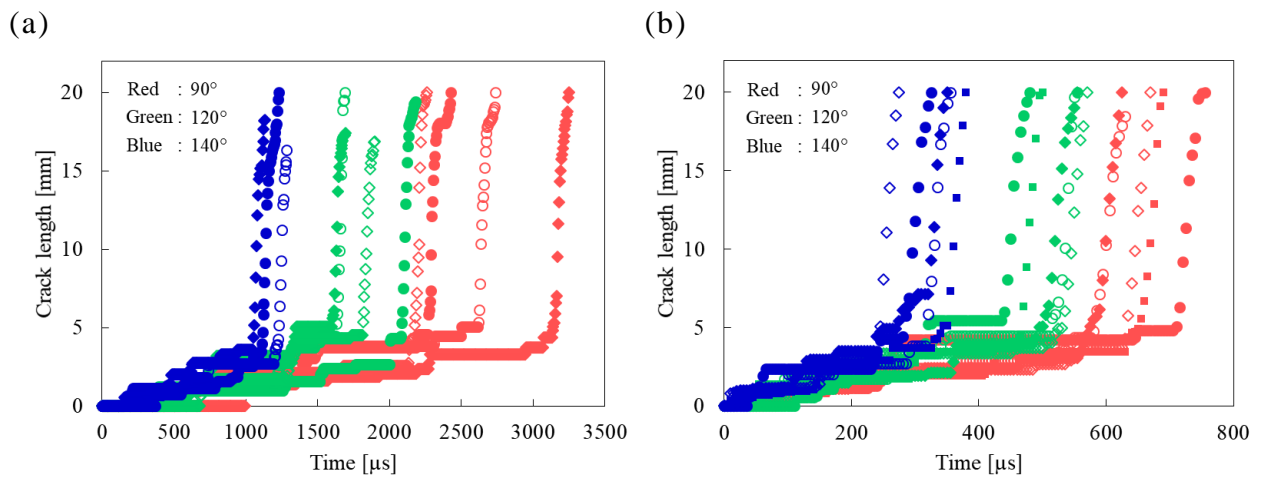 (a)
Red : 90°
Green : 120°
Blue : 140°
Crack length [mm]
20
15
10
5
0
0 500 1000 1500 2000 2500 3000 3500
Time [µs]
(b)
Red : 90°
Green : 120°
Blue : 140°
Crack length [mm]
20
15
10
5
0
0 200 400 600 800
Time [µs]